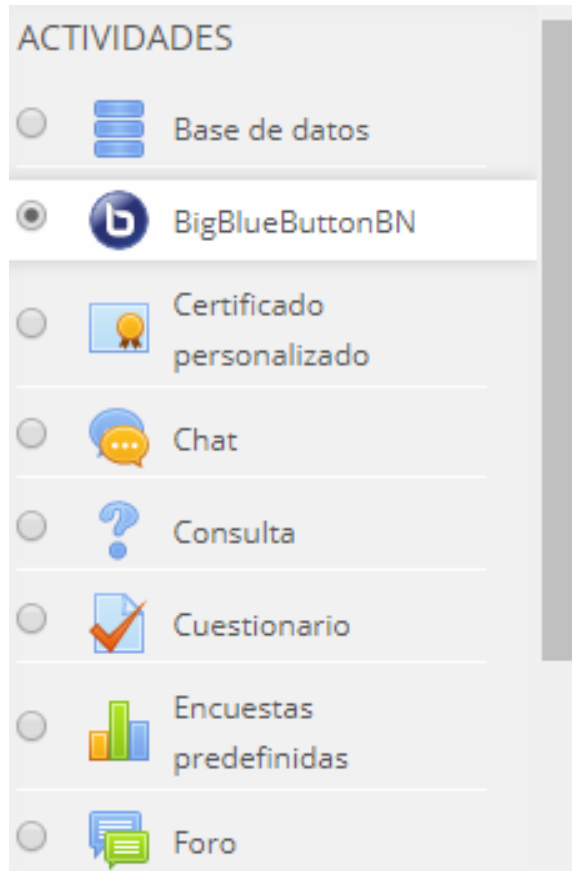 ACTIVIDADES
Base de datos
BigBlueButtonBN
Certificado
personalizado
Chat
Consulta
Cuestionario
Encuestas
predefinidas
Foro